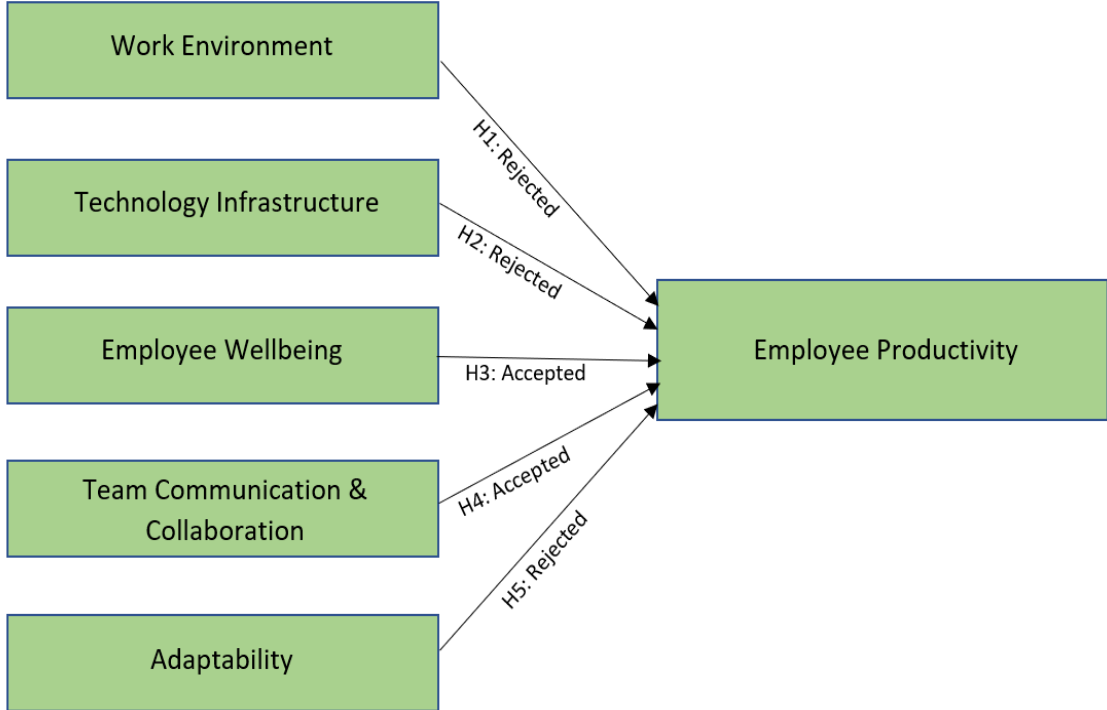 Work Environment
H1: Rejected
Technology Infrastructure
H2: Rejected
Employee Wellbeing
H3: Accepted
Employee Productivity
Team Communication &
Collaboration
H4: Accepted
H5: Rejected
Adaptability